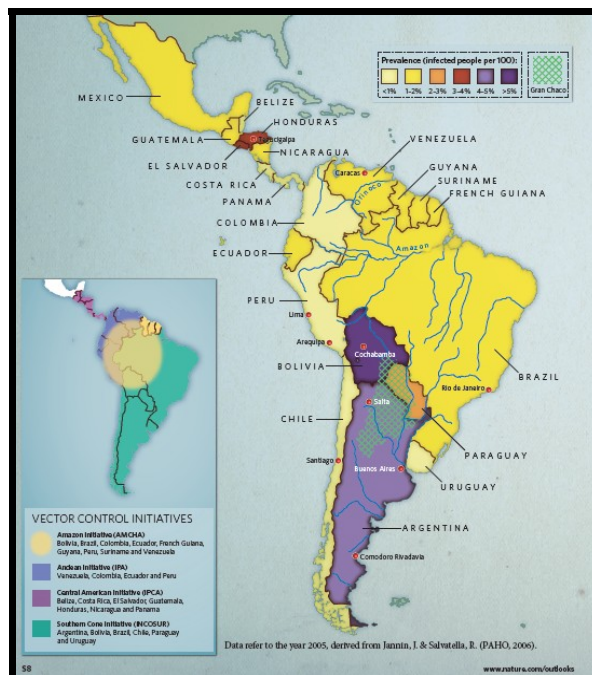 Prevalence (infected people per 100):
<1% 1-2% 2-3% 3-4% 4-5% >5%
Gran Chaco
MEXICO
BELIZE
HONDURAS
Tegucigalpa
GUATEMALA
NICARAGUA
EL SALVADOR
COSTA RICA
PANAMA
VENEZUELA
Caracas
GUYANA
SURINAME
FRENCH GUIANA
Orinoco
COLOMBIA
Amazon
ECUADOR
PERU
Lima
Arequipa
Cochabamba
BOLIVIA
BRAZIL
Rio de Janeiro
Salta
CHILE
PARAGUAY
Santiago
Buenos Aires
URUGUAY
ARGENTINA
Comodoro Rivadavia
VECTOR CONTROL INITIATIVES
Amazon Initiative (AMCHA)
Bolivia, Brazil, Colombia, Ecuador, French Guiana,
Guyana, Peru, Suriname and Venezuela
Andean Initiative (IPA)
Venezuela, Colombia, Ecuador and Peru
Central American Initiative (IPCA)
Belize, Costa Rica, El Salvador, Guatemala,
Honduras, Nicaragua and Panama
Southern Cone Initiative (INCOSUR)
Argentina, Bolivia, Brazil, Chile, Paraguay
and Uruguay
Data refer to the year 2005, derived from Jannin, J. & Salvatella, R. (PAHO, 2006).
S8
www.nature.com/outlooks